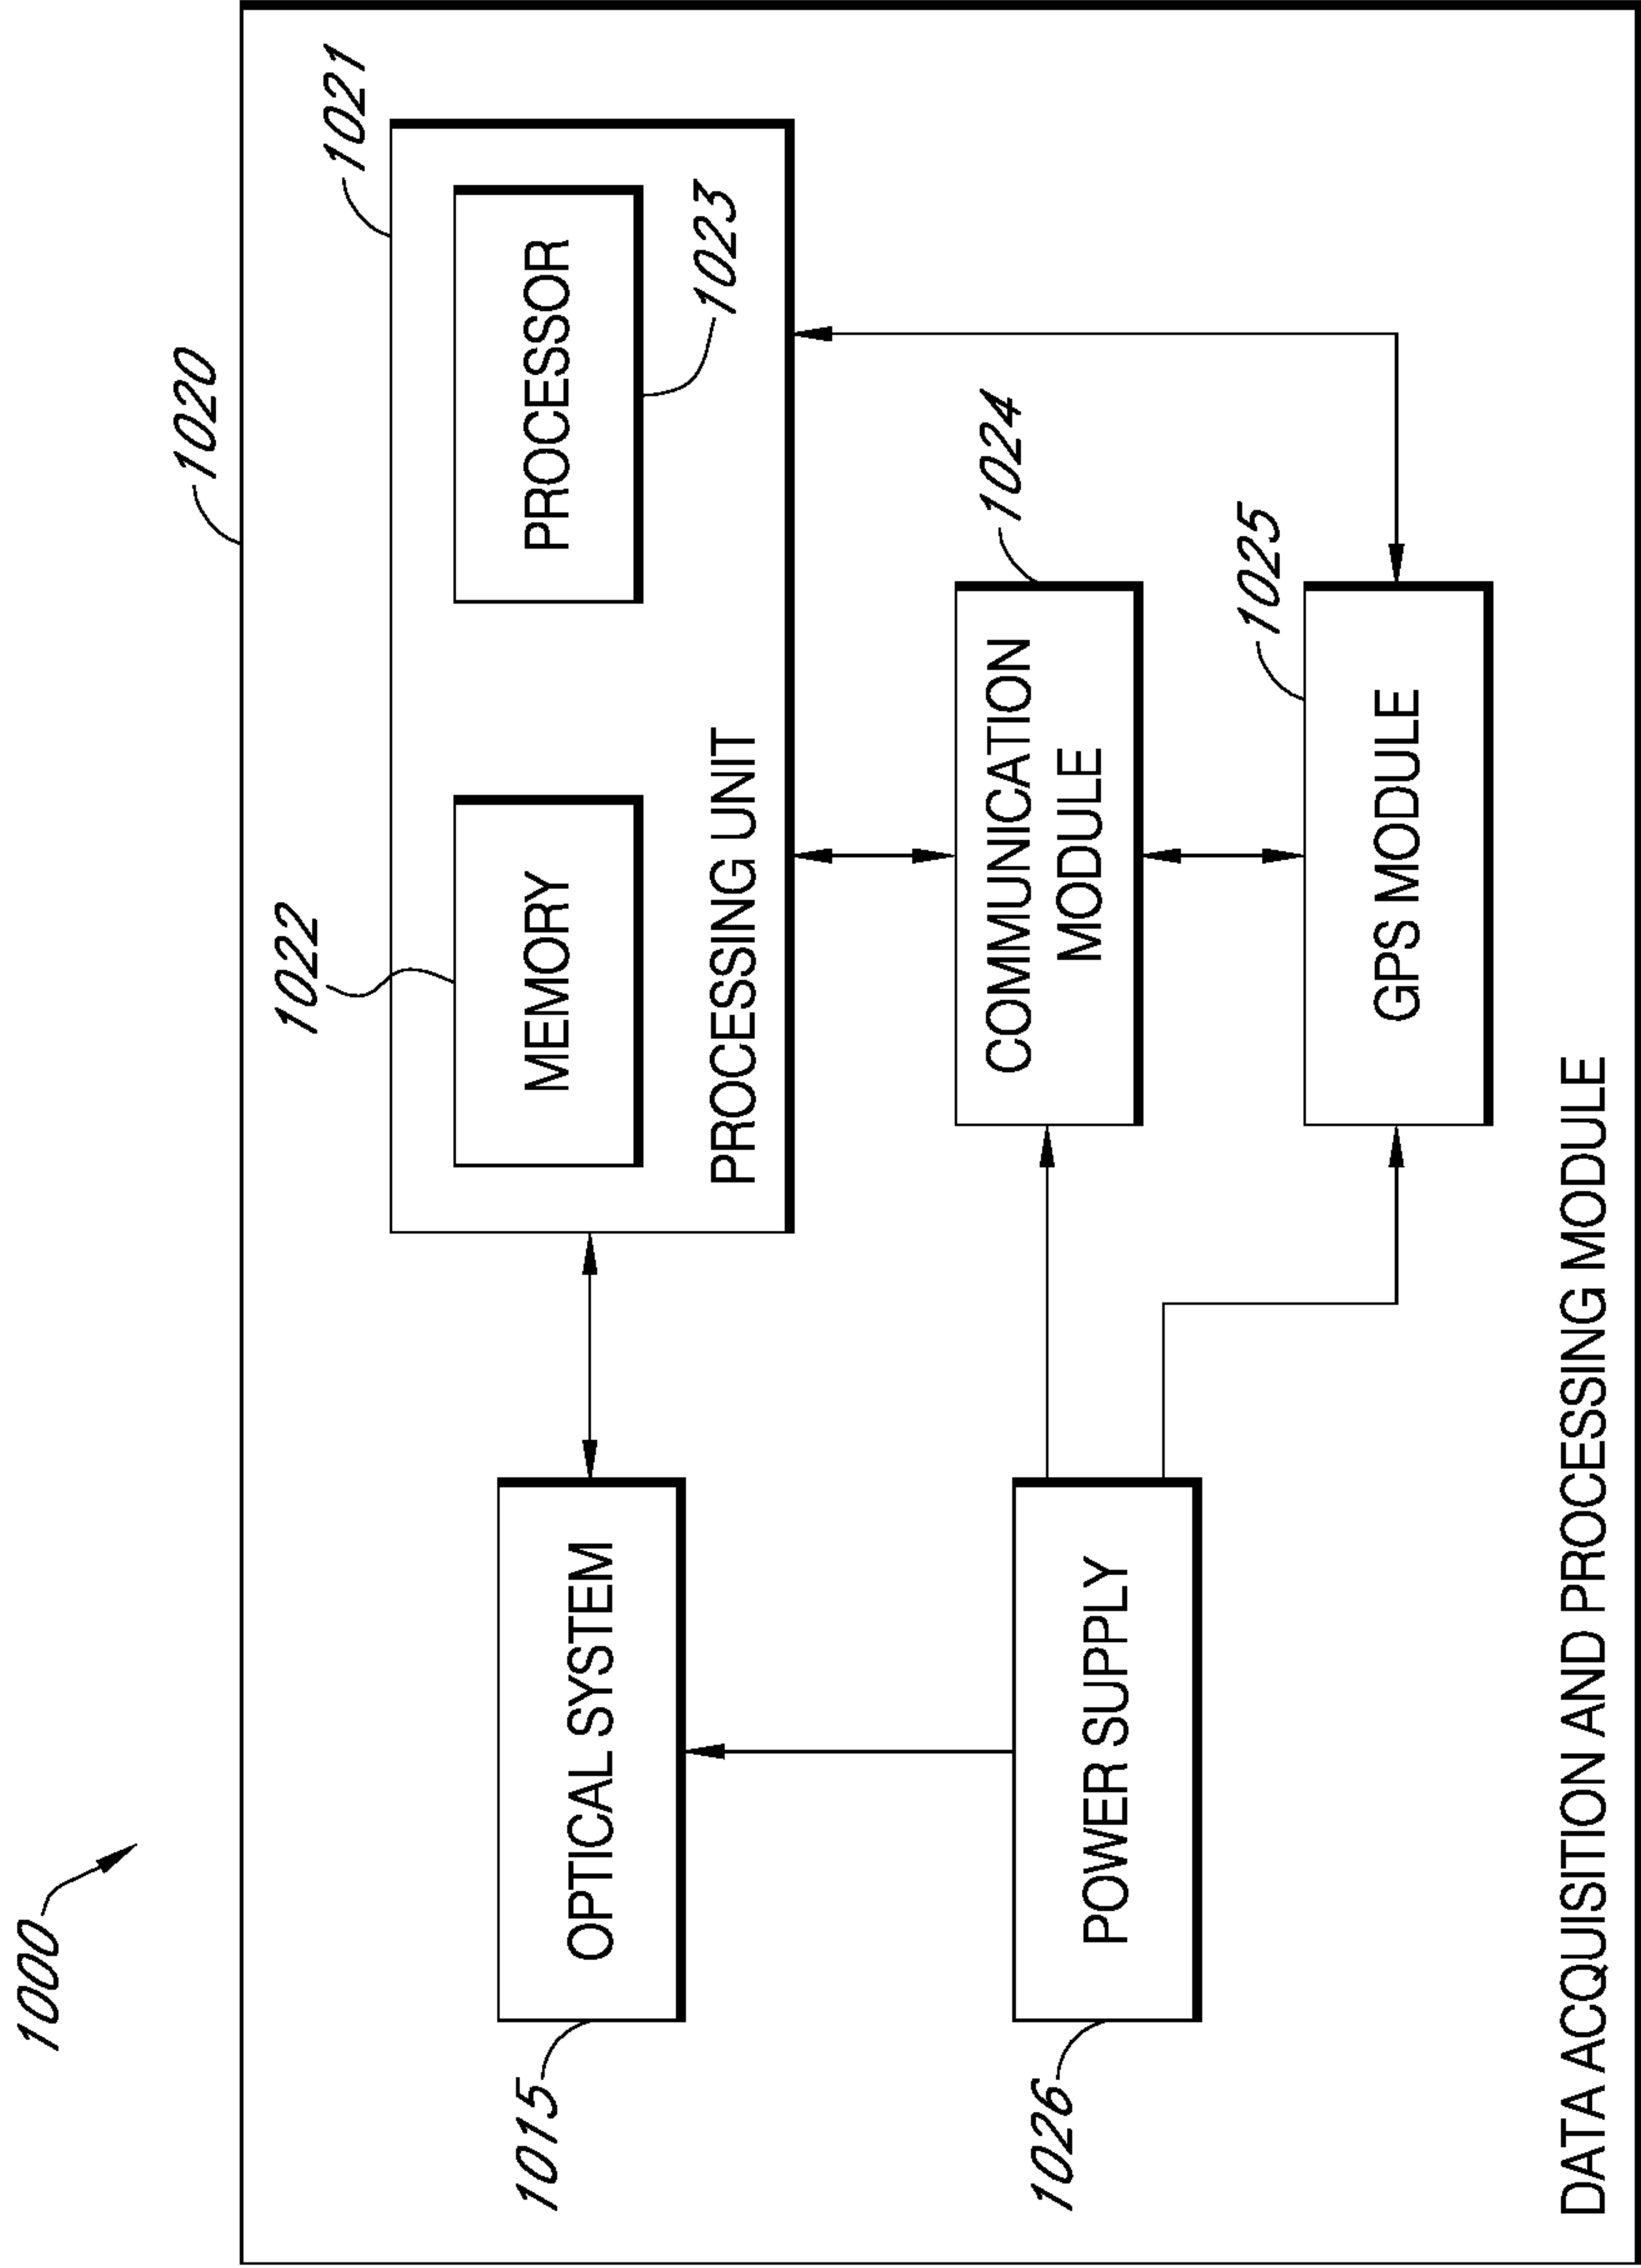 1000
1020
1021
1022
MEMORY
PROCESSOR
1023
PROCESSING UNIT
1015
OPTICAL SYSTEM
1024
COMMUNICATION
MODULE
1026
POWER SUPPLY
1025
GPS MODULE
DATA ACQUISITION AND PROCESSING MODULE